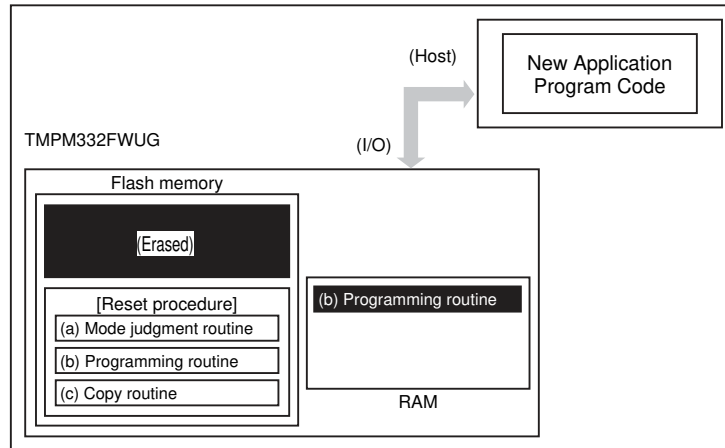 (Host)
New Application
Program Code
TMPM332FWUG
(I/O)
Flash memory
(Erased)
[Reset procedure]
(a) Mode judgment routine
(b) Programming routine
(c) Copy routine
(b) Programming routine
RAM